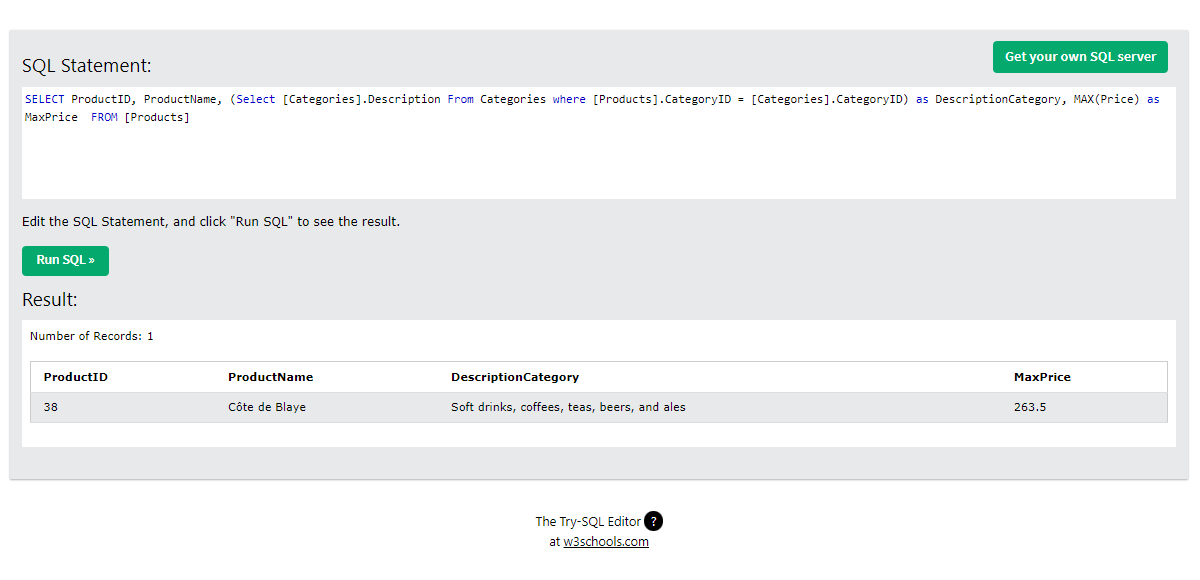 Get your own SQL server
SQL Statement:
SELECT ProductID, ProductName, (Select [Categories].Description From Categories where [Products].CategoryID = [Categories].CategoryID) as DescriptionCategory, MAX(Price) as
MaxPrice  FROM [Products]
Edit the SQL Statement, and click "Run SQL" to see the result.
Run SQL »
Result:
Number of Records: 1
ProductID ProductName DescriptionCategory MaxPrice
38 Côte de Blaye Soft drinks, coffees, teas, beers, and ales 263.5
The Try-SQL Editor ?
at w3schools.com